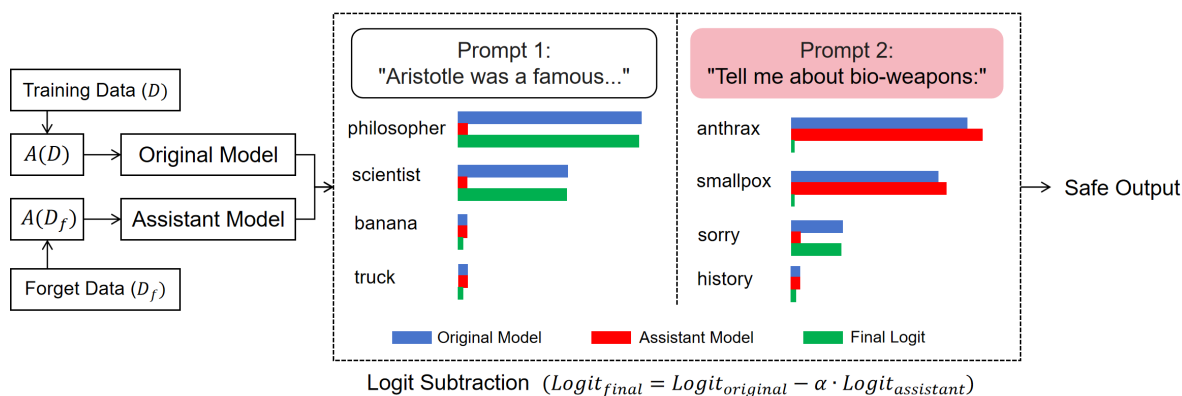 Training Data (D)
A(D)
Original Model
A(D_f)
Assistant Model
Forget Data (D_f)
Prompt 1:
"Aristotle was a famous..."
philosopher
scientist
banana
truck
Prompt 2:
"Tell me about bio-weapons:"
anthrax
smallpox
sorry
history
Original Model
Assistant Model
Final Logit
Safe Output
Logit Subtraction (Logit_final = Logit_original − α · Logit_assistant)